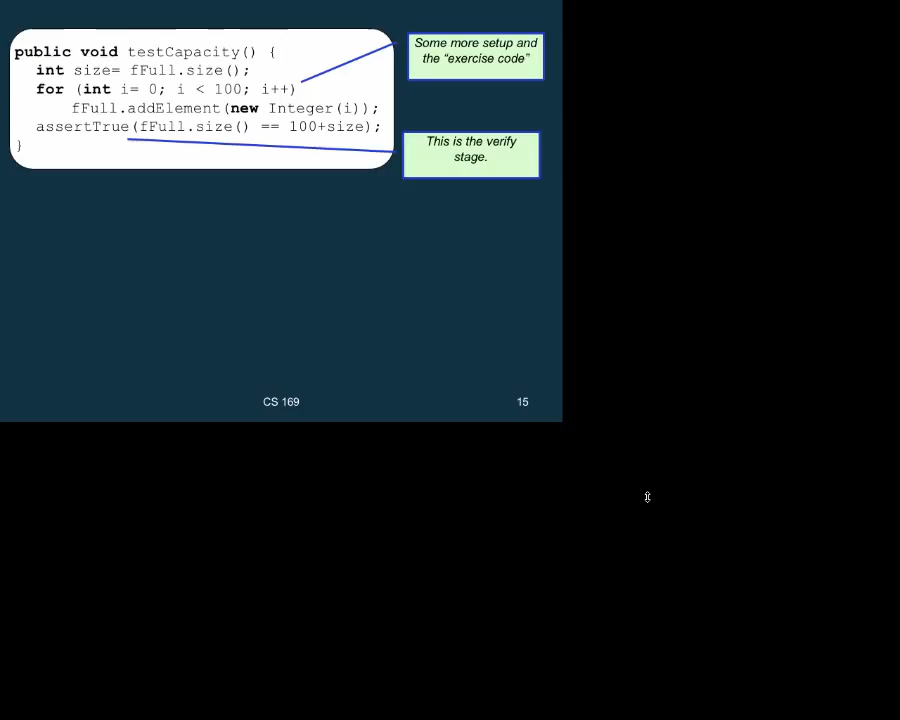 public void testCapacity() {
int size= fFull.size();
for (int i= 0; i < 100; i++)
fFull.addElement(new Integer(i));
assertTrue(fFull.size() == 100+size);
}
Some more setup and
the “exercise code”
This is the verify
stage.
CS 169
15